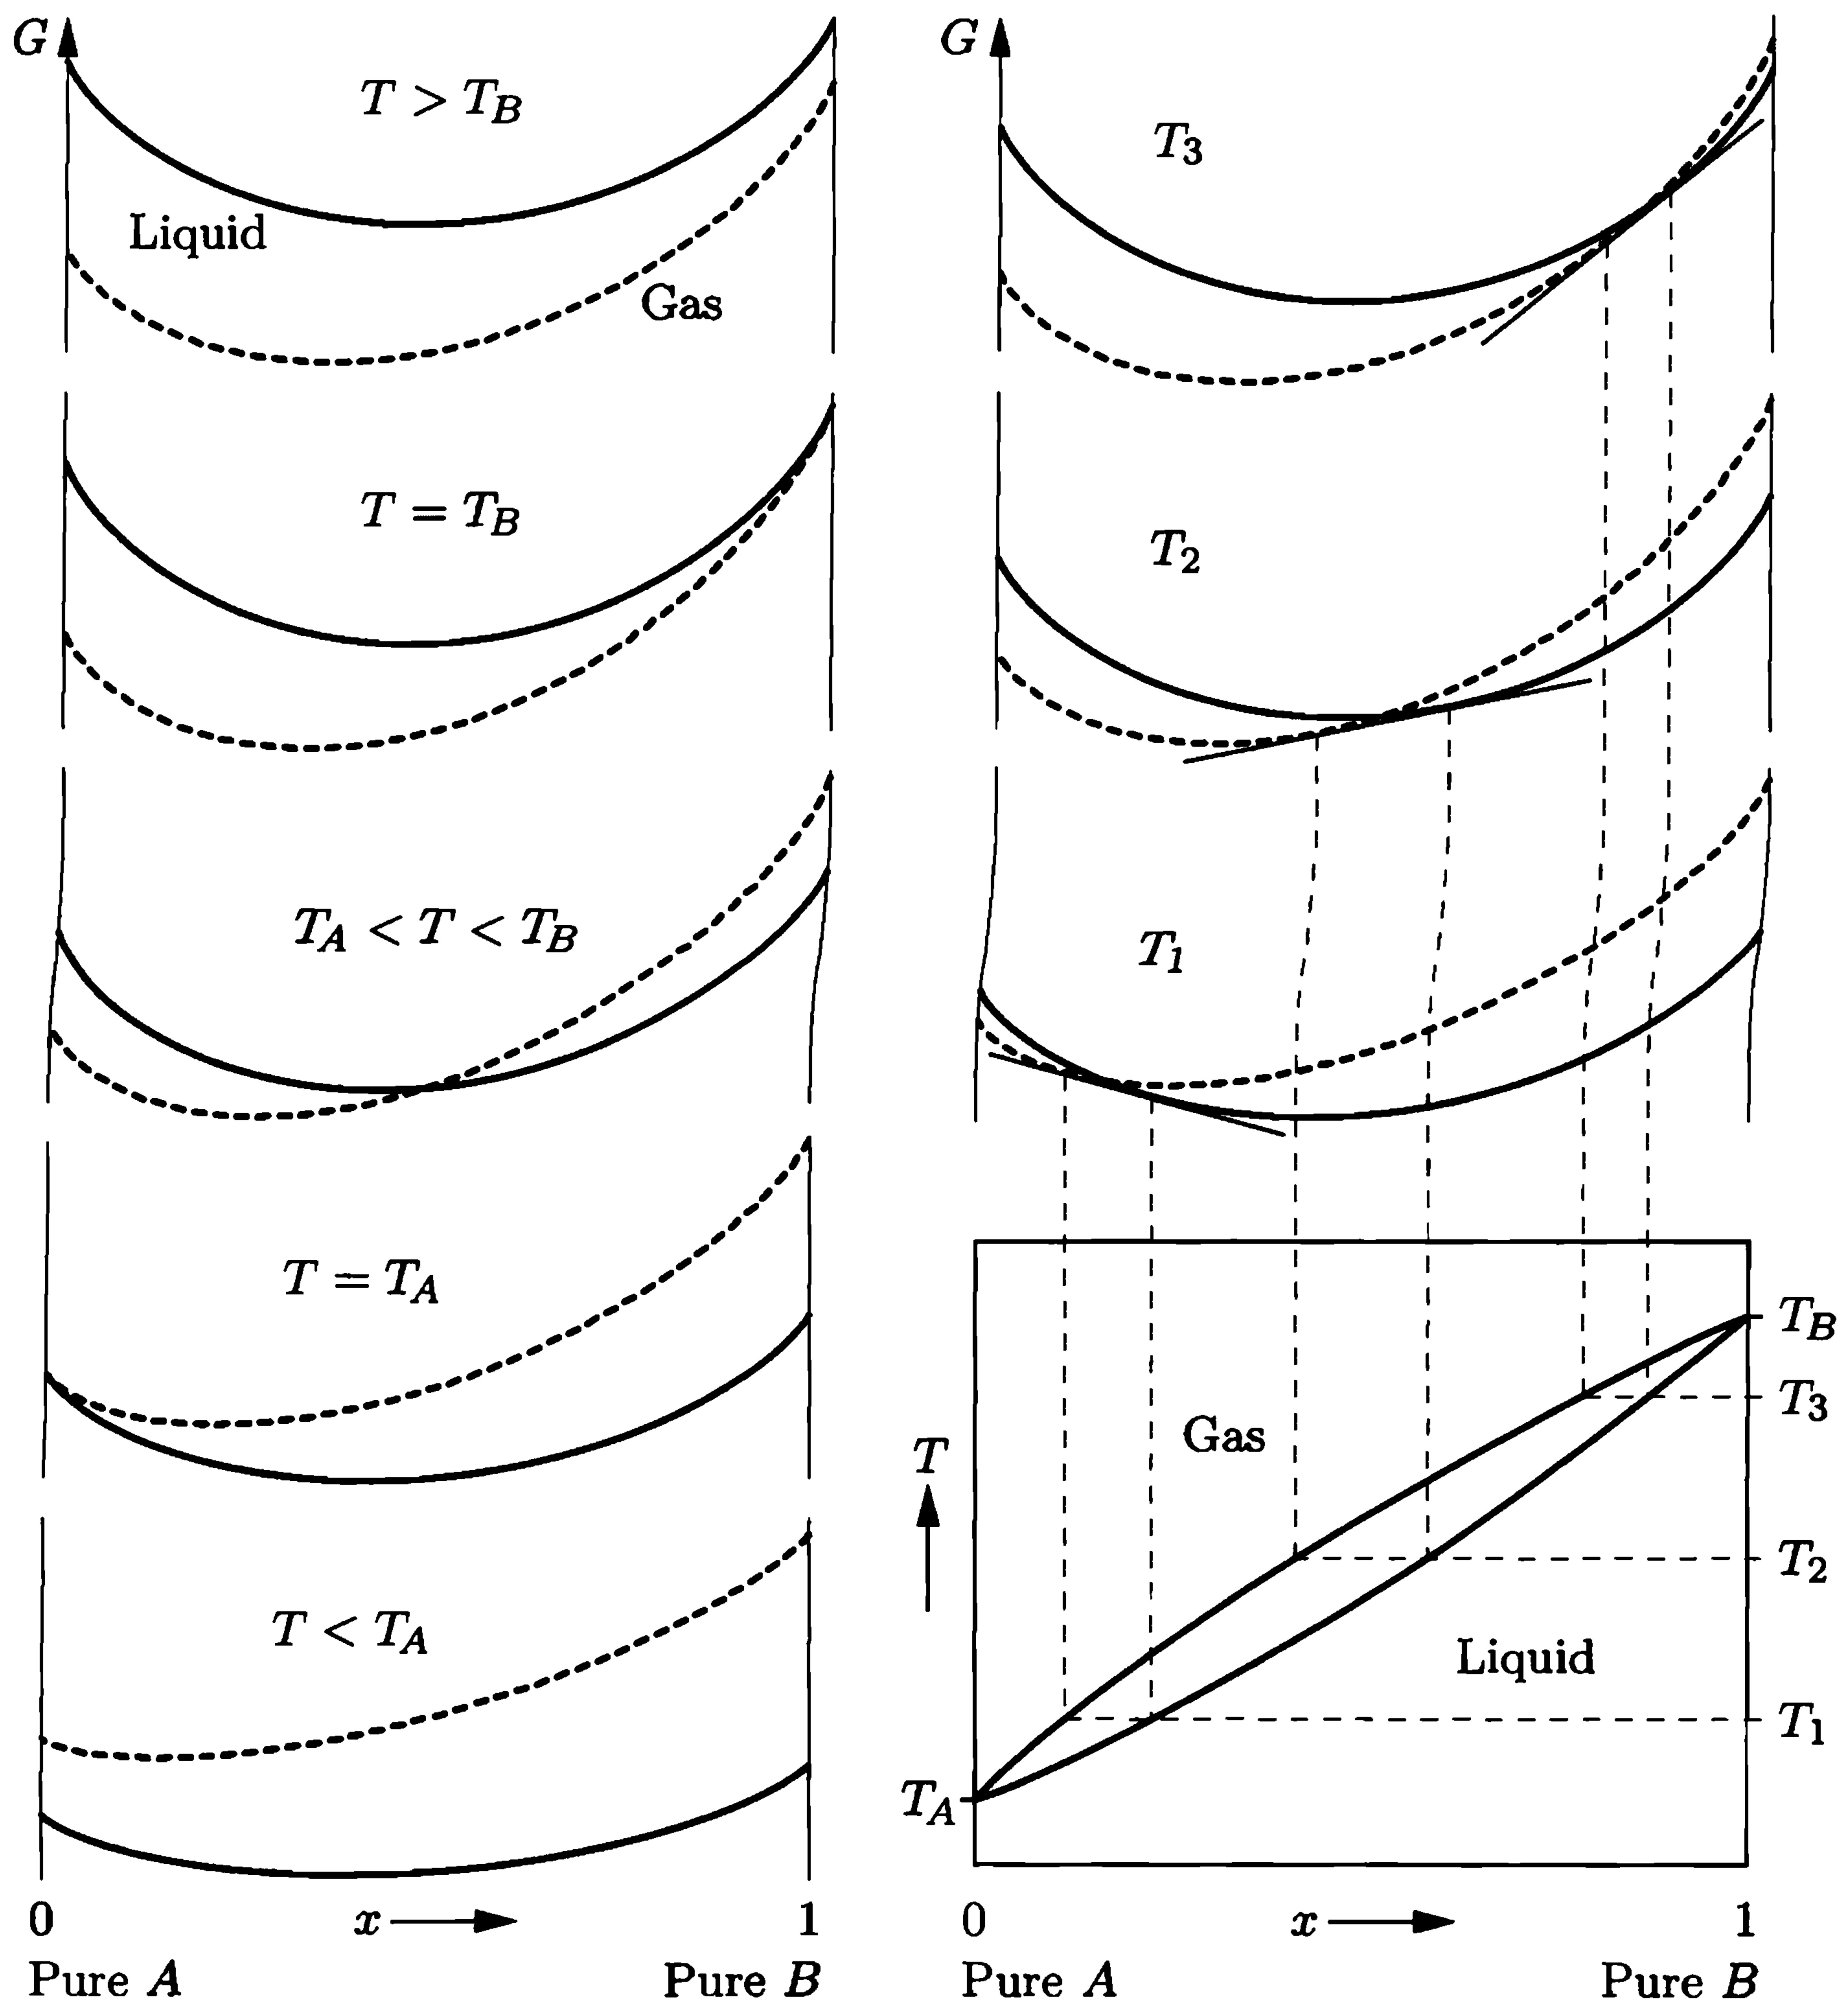 G
T > T_B
Liquid
Gas
T = T_B
T_A < T < T_B
T = T_A
T < T_A
0
x
1
Pure A
Pure B
G
T_3
T_2
T_1
T
T_A
Gas
Liquid
T_B
T_3
T_2
T_1
0
x
1
Pure A
Pure B